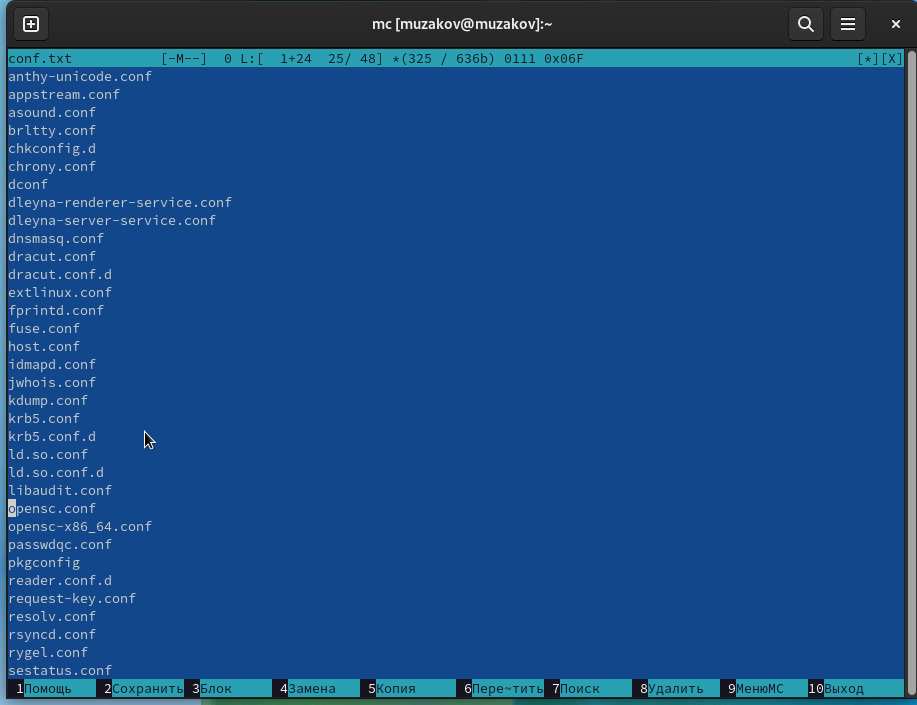 mc [muzakov@muzakov]:~
conf.txt [-M--] 0 L:[ 1+24 25/ 48] *(325 / 636b) 0111 0x06F [*][X]
anthy-unicode.conf
appstream.conf
asound.conf
brltty.conf
chkconfig.d
chrony.conf
dconf
dleyna-renderer-service.conf
dleyna-server-service.conf
dnsmasq.conf
dracut.conf
dracut.conf.d
extlinux.conf
fprintd.conf
fuse.conf
host.conf
idmapd.conf
jwhois.conf
kdump.conf
krb5.conf
krb5.conf.d
ld.so.conf
ld.so.conf.d
libaudit.conf
opensc.conf
opensc-x86_64.conf
passwdqc.conf
pkgconfig
reader.conf.d
request-key.conf
resolv.conf
rsyncd.conf
rygel.conf
sestatus.conf
1Помощь 2Сохранить 3Блок 4Замена 5Копия 6Пере~тить 7Поиск 8Удалить 9МенюMC 10Выход